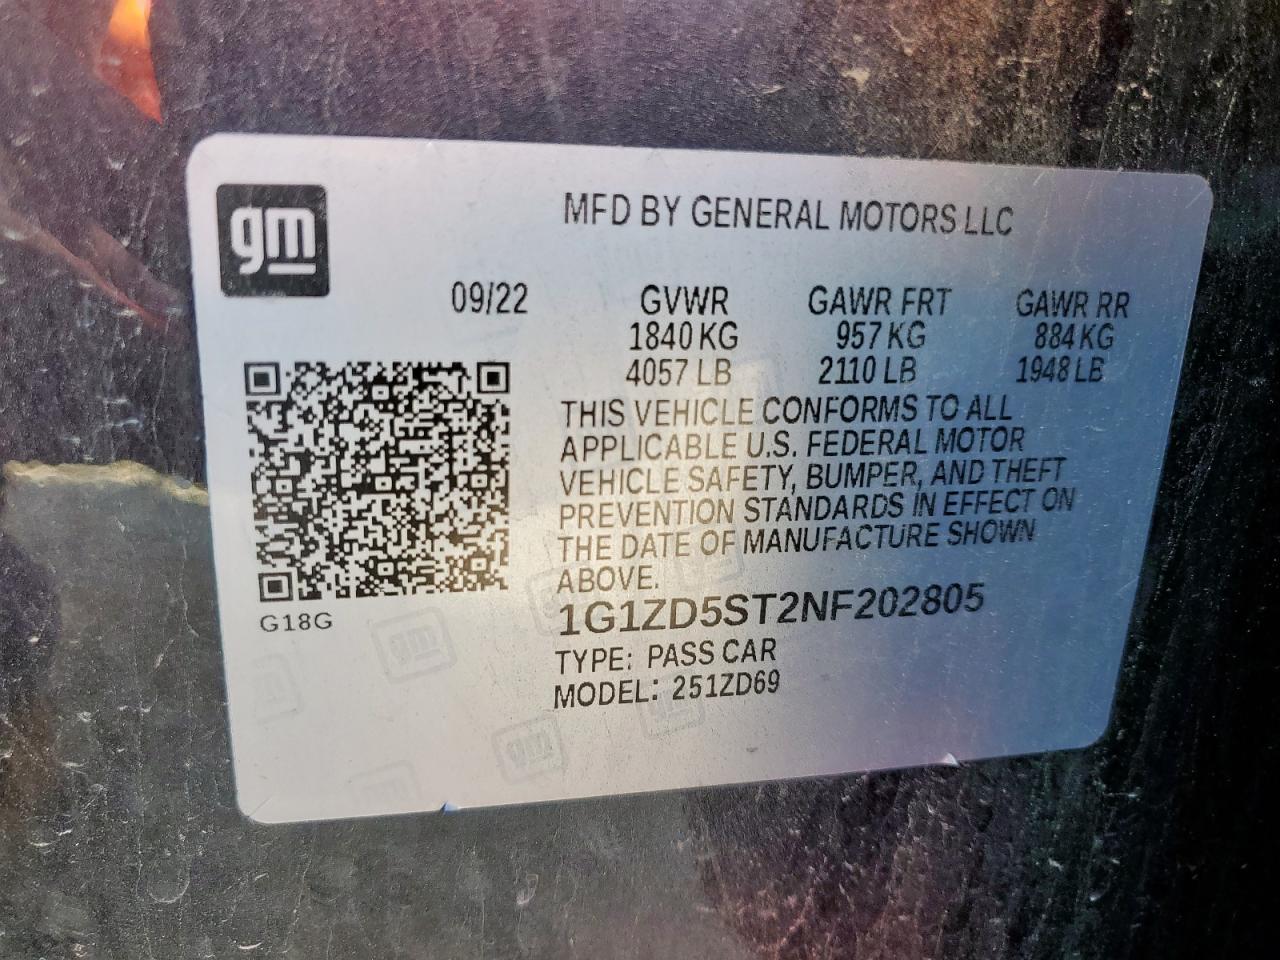 gm
MFD BY GENERAL MOTORS LLC
09/22 GVWR GAWR FRT GAWR RR
1840 KG 957 KG 884 KG
4057 LB 2110 LB 1948 LB
THIS VEHICLE CONFORMS TO ALL
APPLICABLE U.S. FEDERAL MOTOR
VEHICLE SAFETY, BUMPER, AND THEFT
PREVENTION STANDARDS IN EFFECT ON
THE DATE OF MANUFACTURE SHOWN
ABOVE.
G18G
1G1ZD5ST2NF202805
TYPE: PASS CAR
MODEL: 251ZD69